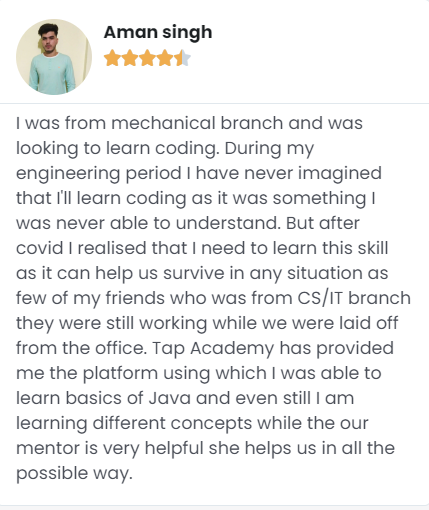 Aman singh
I was from mechanical branch and was
looking to learn coding. During my
engineering period I have never imagined
that I'll learn coding as it was something I
was never able to understand. But after
covid I realised that I need to learn this skill
as it can help us survive in any situation as
few of my friends who was from CS/IT branch
they were still working while we were laid off
from the office. Tap Academy has provided
me the platform using which I was able to
learn basics of Java and even still I am
learning different concepts while the our
mentor is very helpful she helps us in all the
possible way.